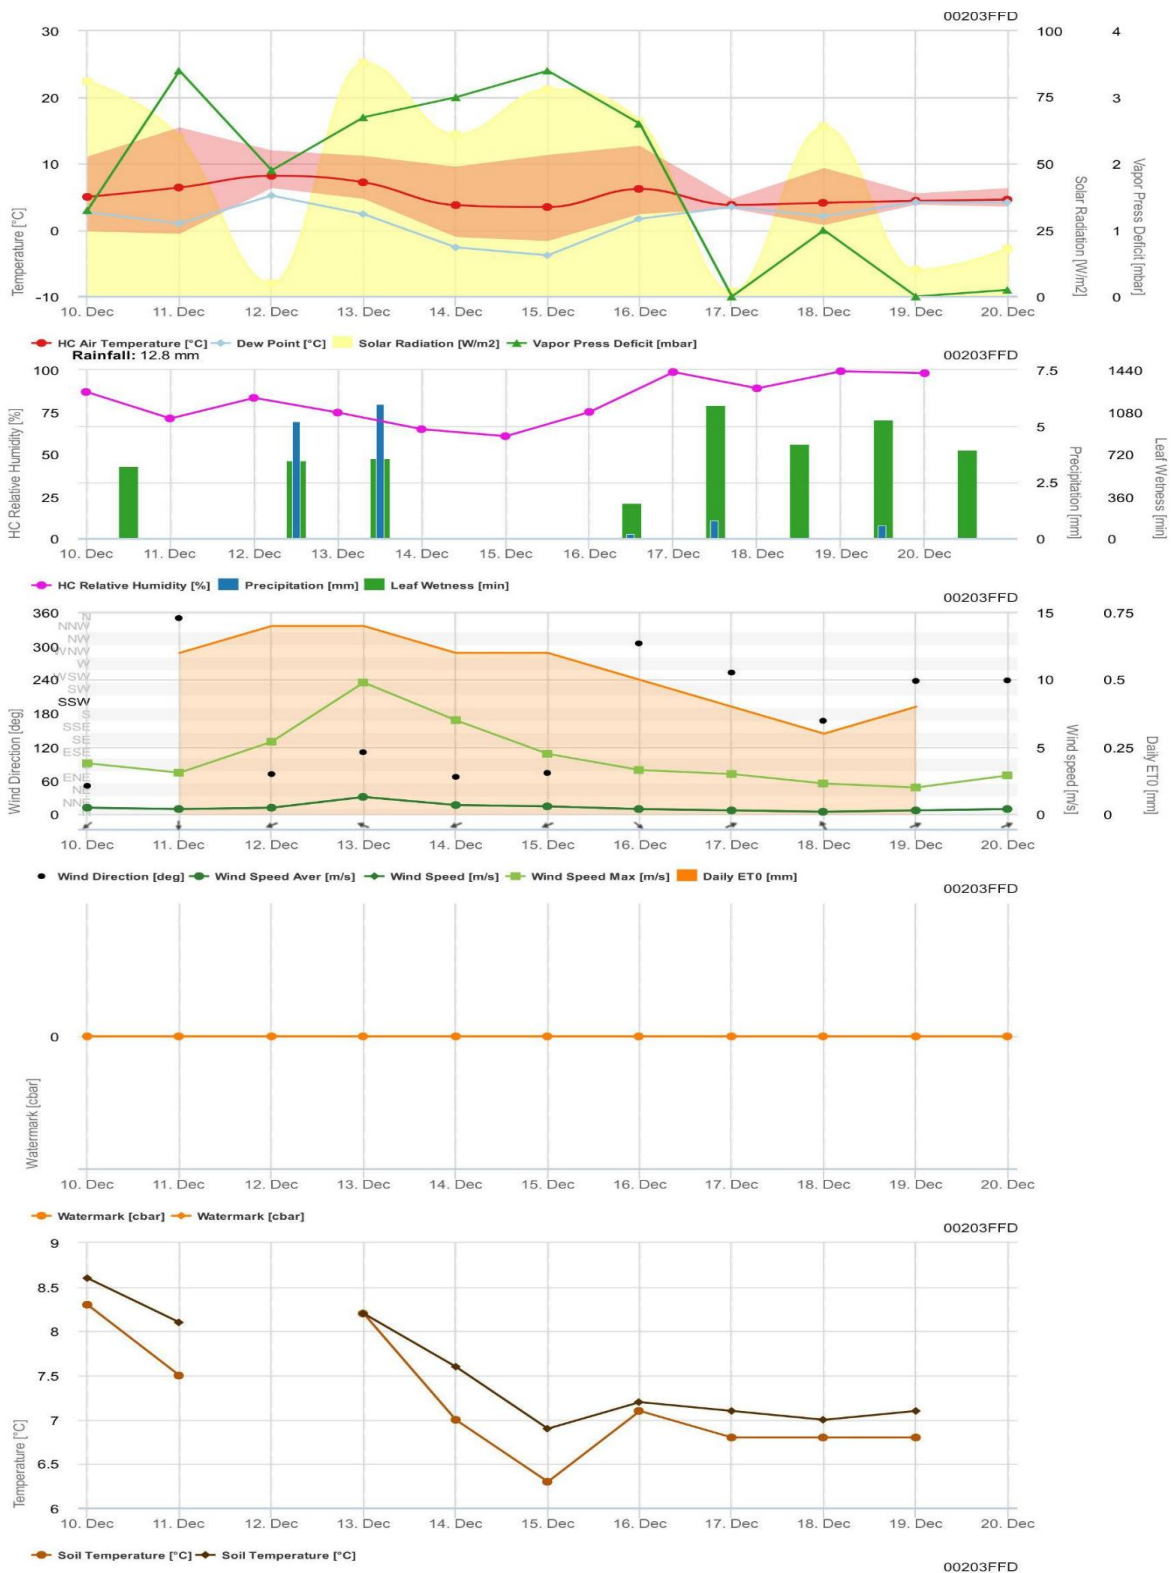 00203FFD
30 100 4
20 75 3
10 50 2
0 25 1
-10 0 0
Temperature [°C]
Solar Radiation [W/m2]
Vapor Press Deficit [mbar]
10. Dec 11. Dec 12. Dec 13. Dec 14. Dec 15. Dec 16. Dec 17. Dec 18. Dec 19. Dec 20. Dec
HC Air Temperature [°C] Dew Point [°C] Solar Radiation [W/m2] Vapor Press Deficit [mbar]
Rainfall: 12.8 mm 00203FFD
100 7.5 1440
75 5 1080
50 2.5 720
25 360
0 0 0
HC Relative Humidity [%]
Precipitation [mm]
Leaf Wetness [min]
10. Dec 11. Dec 12. Dec 13. Dec 14. Dec 15. Dec 16. Dec 17. Dec 18. Dec 19. Dec 20. Dec
HC Relative Humidity [%] Precipitation [mm] Leaf Wetness [min]
00203FFD
360 N 15 0.75
NNW
300 NW
WNW
W
240 WSW 10 0.5
SW
SSW
180 S
SSE
SE
120 ESE 5 0.25
60 ENE
NE
NNE
0 0 0
Wind Direction [deg]
Wind speed [m/s]
Daily ET0 [mm]
10. Dec 11. Dec 12. Dec 13. Dec 14. Dec 15. Dec 16. Dec 17. Dec 18. Dec 19. Dec 20. Dec
Wind Direction [deg] Wind Speed Aver [m/s] Wind Speed [m/s] Wind Speed Max [m/s] Daily ET0 [mm]
00203FFD
0
Watermark [cbar]
10. Dec 11. Dec 12. Dec 13. Dec 14. Dec 15. Dec 16. Dec 17. Dec 18. Dec 19. Dec 20. Dec
Watermark [cbar] Watermark [cbar]
00203FFD
9
8.5
8
7.5
7
6.5
6
Temperature [°C]
10. Dec 11. Dec 12. Dec 13. Dec 14. Dec 15. Dec 16. Dec 17. Dec 18. Dec 19. Dec 20. Dec
Soil Temperature [°C] Soil Temperature [°C]
00203FFD